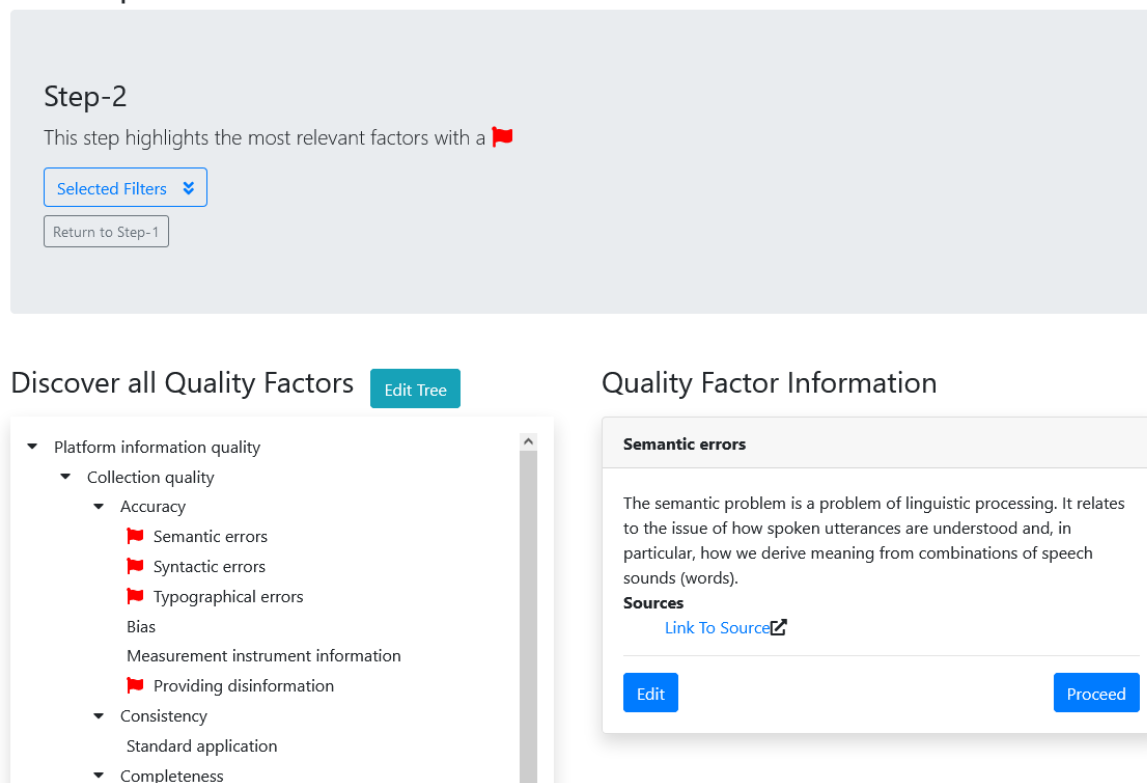 Step-2
This step highlights the most relevant factors with a
Selected Filters
Return to Step-1
Discover all Quality Factors
Edit Tree
Platform information quality
Collection quality
Accuracy
Semantic errors
Syntactic errors
Typographical errors
Bias
Measurement instrument information
Providing disinformation
Consistency
Standard application
Completeness
Quality Factor Information
Semantic errors
The semantic problem is a problem of linguistic processing. It relates
to the issue of how spoken utterances are understood and, in
particular, how we derive meaning from combinations of speech
sounds (words).
Sources
Link To Source
Edit
Proceed